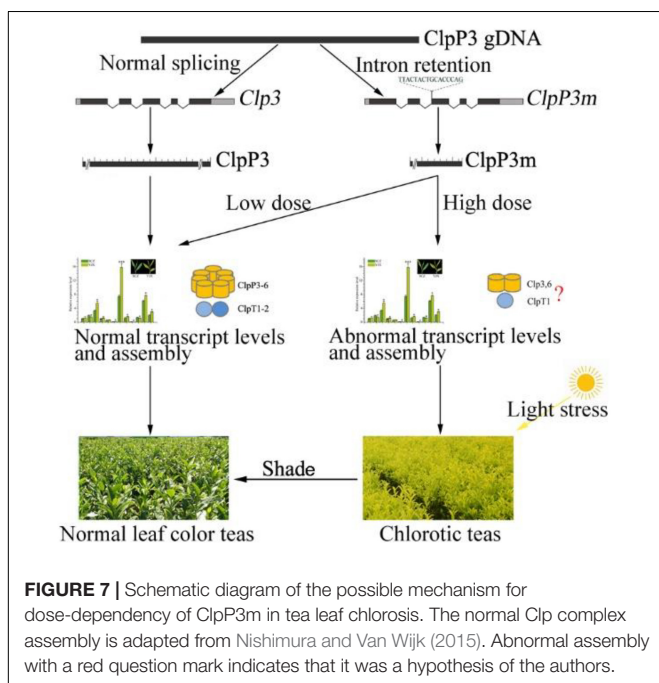 ClpP3 gDNA
Normal splicing
Intron retention
TTACTACTGCACCCAG
Clp3
ClpP3m
ClpP3
ClpP3m
Low dose
High dose
ClpP3-6
ClpT1-2
Clp3,6
ClpT1
?
Normal transcript levels
and assembly
Abnormal transcript levels
and assembly
Light stress
Shade
Normal leaf color teas
Chlorotic teas
FIGURE 7 | Schematic diagram of the possible mechanism for
dose-dependency of ClpP3m in tea leaf chlorosis. The normal Clp complex
assembly is adapted from Nishimura and Van Wijk (2015). Abnormal assembly
with a red question mark indicates that it was a hypothesis of the authors.